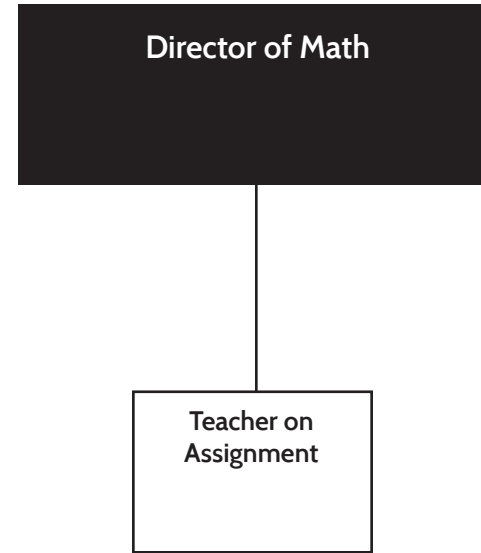 Director of Math
Teacher on
Assignment